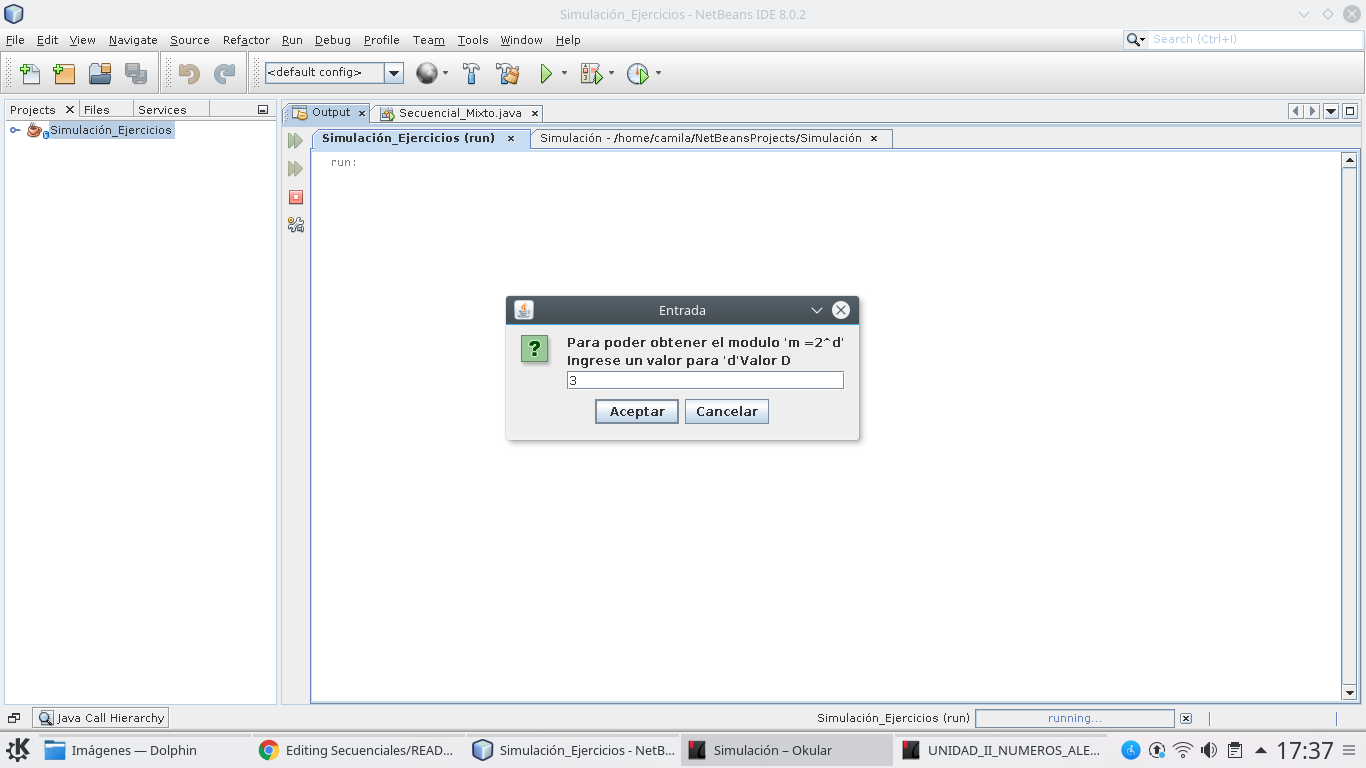 Simulación_Ejercicios - NetBeans IDE 8.0.2
File Edit View Navigate Source Refactor Run Debug Profile Team Tools Window Help
Search (Ctrl+I)
<default config>
Projects Files Services
Output Secuencial_Mixto.java
Simulación_Ejercicios
Simulación_Ejercicios (run) Simulación - /home/camila/NetBeansProjects/Simulación
run:
Entrada
?
Para poder obtener el modulo 'm =2^d'
Ingrese un valor para 'd'Valor D
3
Aceptar Cancelar
Java Call Hierarchy
Simulación_Ejercicios (run) running...
Imágenes — Dolphin
Editing Secuenciales/READ...
Simulación_Ejercicios - NetB...
Simulación – Okular
UNIDAD_II_NUMEROS_ALE...
17:37